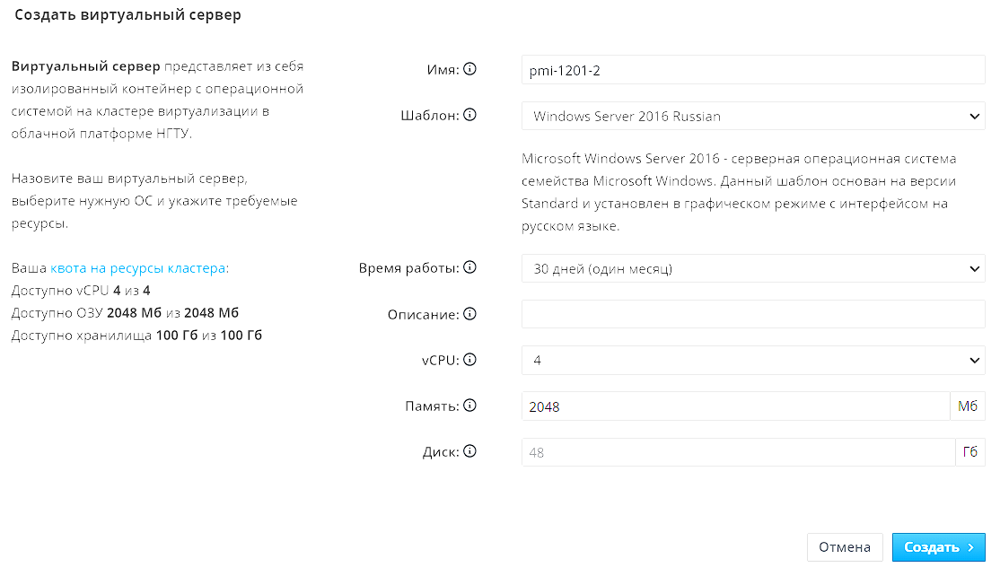 Создать виртуальный сервер
Виртуальный сервер представляет из себя
изолированный контейнер с операционной
системой на кластере виртуализации в
облачной платформе НГТУ.
Назовите ваш виртуальный сервер,
выберите нужную ОС и укажите требуемые
ресурсы.
Ваша квота на ресурсы кластера:
Доступно vCPU 4 из 4
Доступно ОЗУ 2048 Мб из 2048 Мб
Доступно хранилища 100 Гб из 100 Гб
Имя: pmi-1201-2
Шаблон: Windows Server 2016 Russian
Microsoft Windows Server 2016 - серверная операционная система
семейства Microsoft Windows. Данный шаблон основан на версии
Standard и установлен в графическом режиме с интерфейсом на
русском языке.
Время работы: 30 дней (один месяц)
Описание:
vCPU: 4
Память: 2048 Мб
Диск: 48 Гб
Отмена Создать